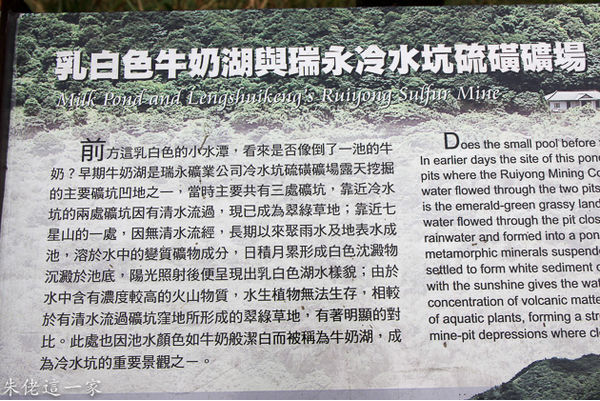 乳白色牛奶湖與瑞永冷水坑硫磺礦場
Milk Pond and Lengshuikeng's Ruiyong Sulfur Mine
前方這乳白色的小水潭，看來是否像倒了一池的牛
奶？早期牛奶湖是瑞永礦業公司冷水坑硫磺礦場露天挖掘
的主要礦坑凹地之一，當時主要共有三處礦坑，靠近冷水
坑的兩處礦坑因有清水流過，現已成為翠綠草地；靠近七
星山的一處，因無清水流經，長期以來聚雨水及地表水成
池，溶於水中的變質礦物成分，日積月累形成白色沈澱物
沉澱於池底，陽光照射後便呈現出乳白色湖水樣貌；由於
水中含有濃度較高的火山物質，水生植物無法生存，相較
於有清水流過礦坑窪地所形成的翠綠草地，有著明顯的對
比。此處也因池水顏色如牛奶般潔白而被稱為牛奶湖，成
為冷水坑的重要景觀之一。
Does the small pool before
In earlier days the site of this pon
pits where the Ruiyong Mining Co
water flowed through the two pits
is the emerald-green grassy land
water flowed through the pit clos
rainwater and formed into a pon
metamorphic minerals suspende
settled to form white sediment o
with the sunshine gives the wat
concentration of volcanic matte
of aquatic plants, forming a str
mine-pit depressions where cle
朱佬這一家